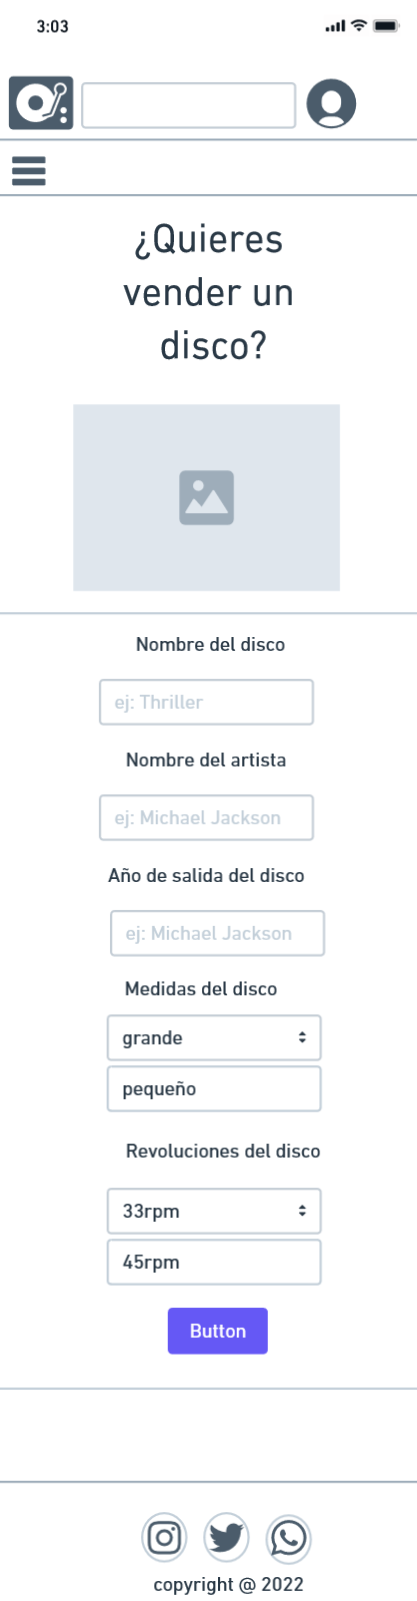 3:03
¿Quieres
vender un
disco?
Nombre del disco
ej: Thriller
Nombre del artista
ej: Michael Jackson
Año de salida del disco
ej: Michael Jackson
Medidas del disco
grande
pequeño
Revoluciones del disco
33rpm
45rpm
Button
copyright @ 2022